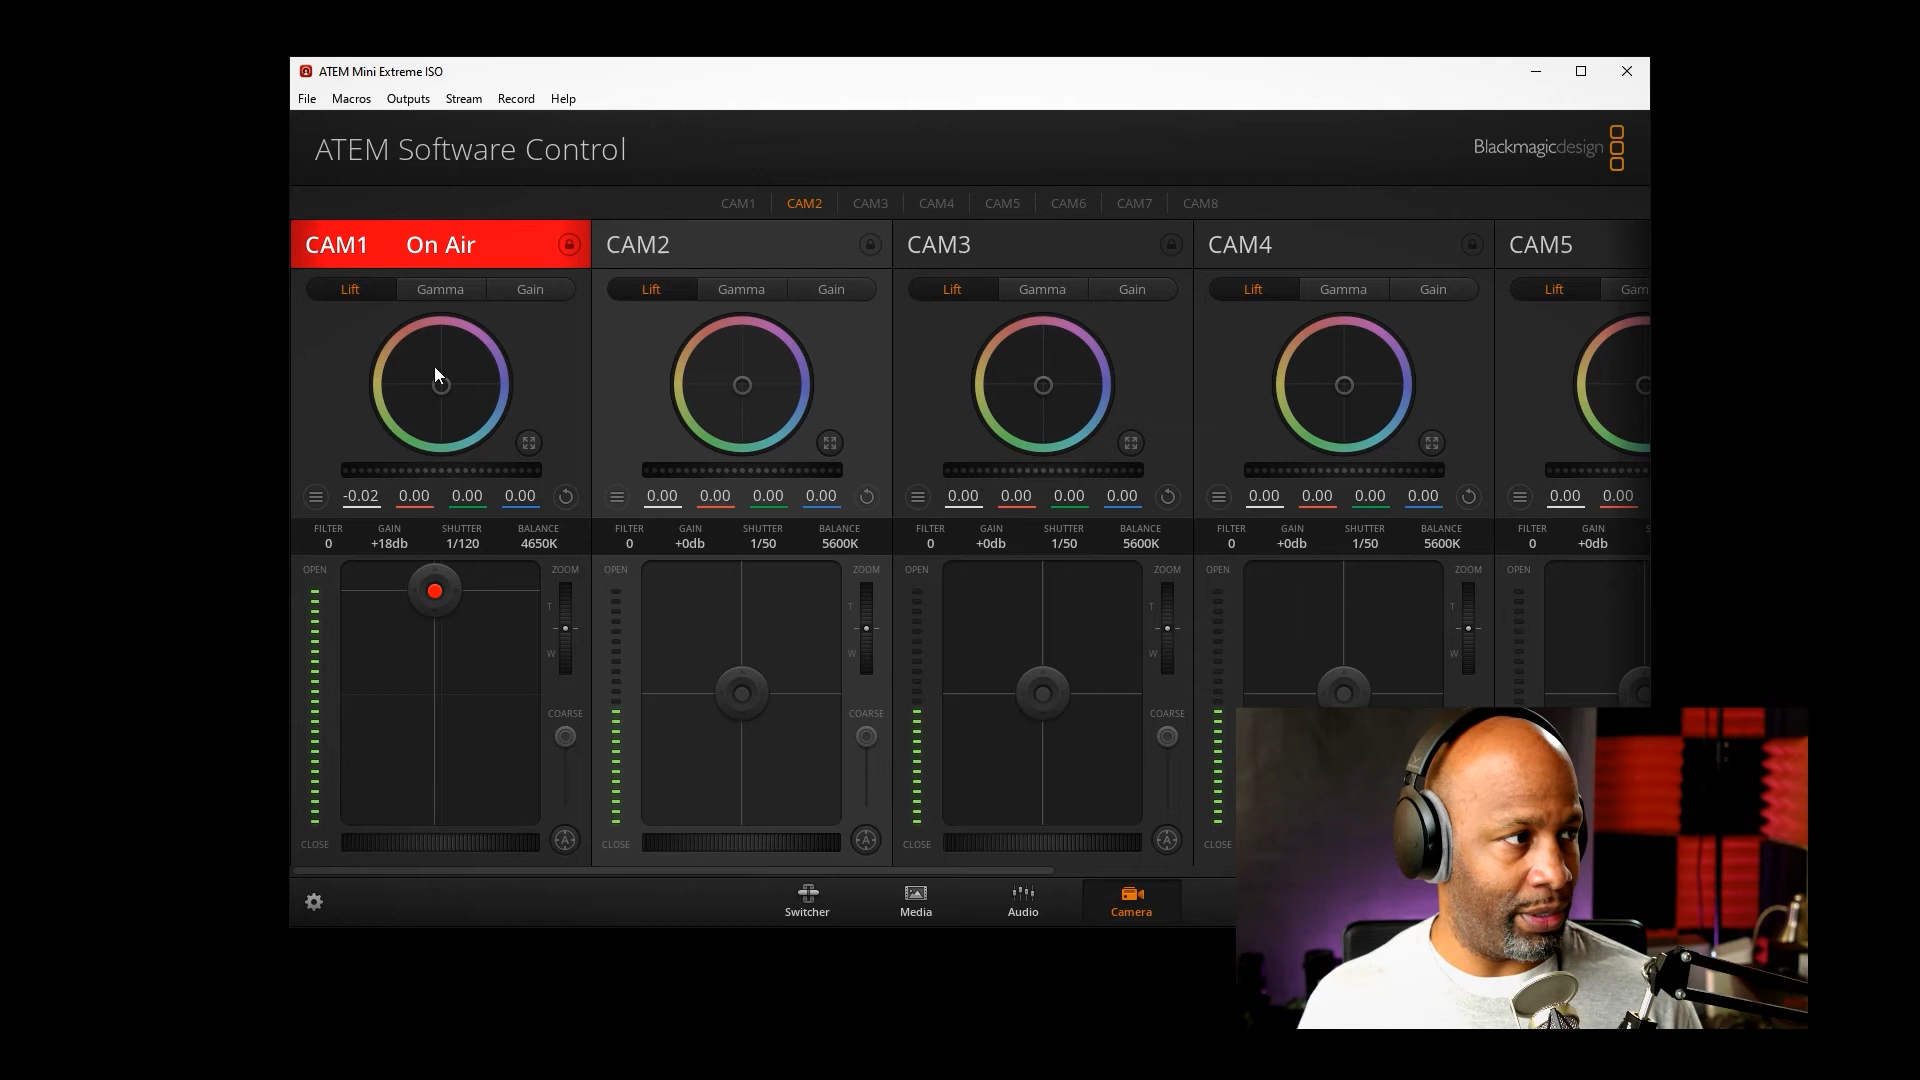 ATEM Mini Extreme ISO
File Macros Outputs Stream Record Help
ATEM Software Control
Blackmagicdesign
CAM1 CAM2 CAM3 CAM4 CAM5 CAM6 CAM7 CAM8
CAM1 On Air CAM2 CAM3 CAM4 CAM5
Lift Gamma Gain Lift Gamma Gain Lift Gamma Gain Lift Gamma Gain Lift Gam
-0.02 0.00 0.00 0.00 0.00 0.00 0.00 0.00 0.00 0.00 0.00 0.00 0.00 0.00 0.00 0.00 0.00 0.00
FILTER GAIN SHUTTER BALANCE FILTER GAIN SHUTTER BALANCE FILTER GAIN SHUTTER BALANCE FILTER GAIN SHUTTER BALANCE FILTER GAIN S
0 +18db 1/120 4650K 0 +0db 1/50 5600K 0 +0db 1/50 5600K 0 +0db 1/50 5600K 0 +0db
OPEN ZOOM OPEN ZOOM OPEN ZOOM OPEN ZOOM OPEN
T T T T
W W W W
COARSE COARSE COARSE
A A A
CLOSE CLOSE CLOSE CLOSE
Switcher Media Audio Camera